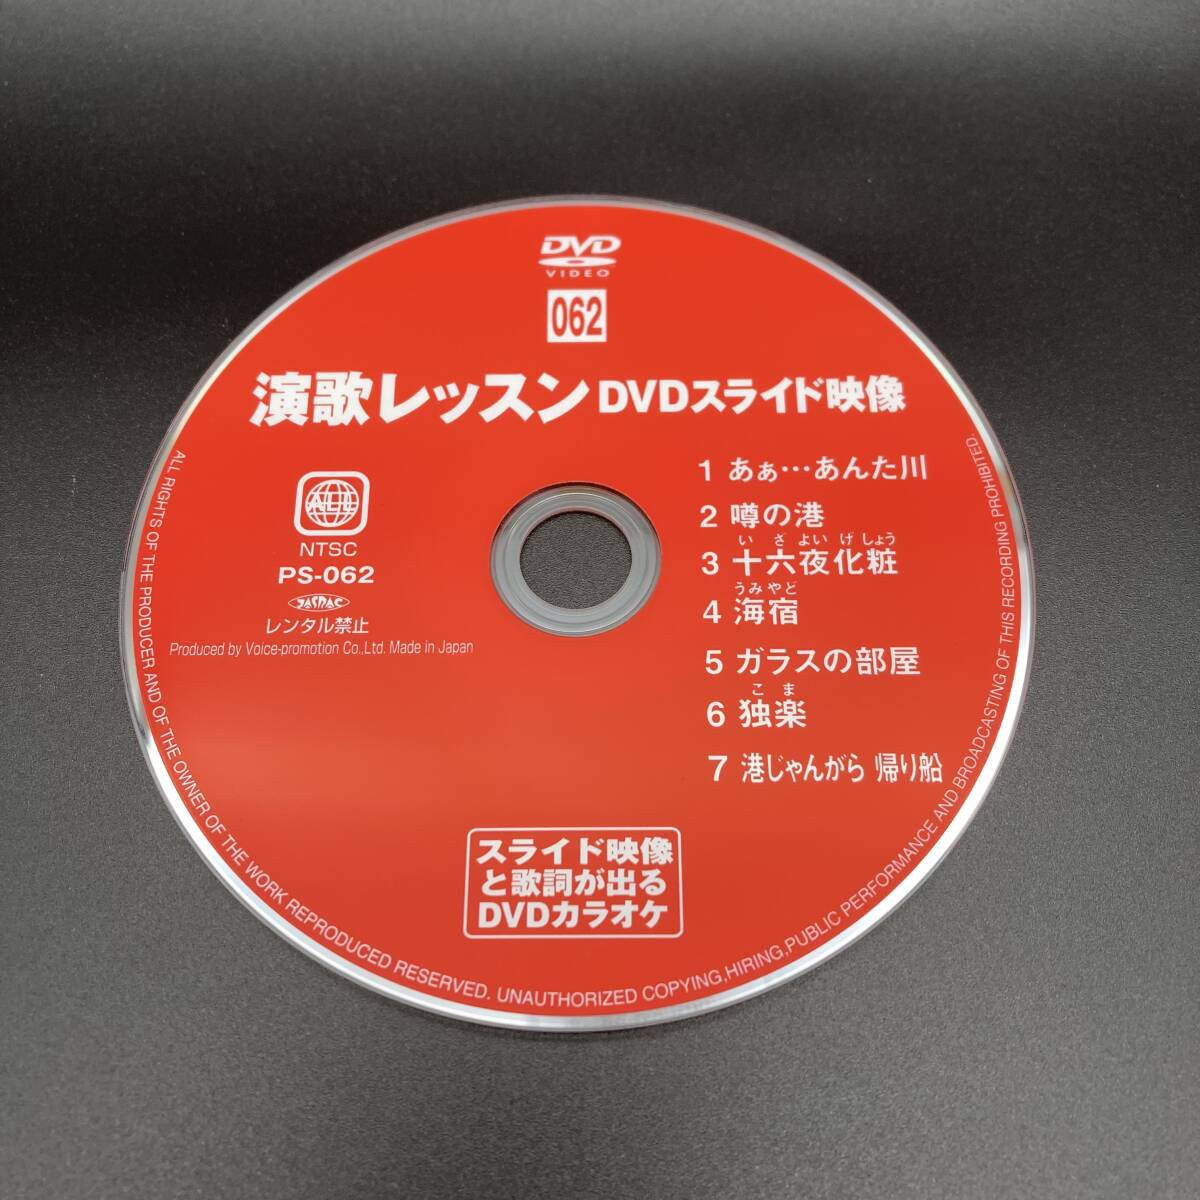 DVD
VIDEO
062
演歌レッスン DVDスライド映像
ALL
NTSC
PS-062
JASRAC
レンタル禁止
Produced by Voice-promotion Co.,Ltd. Made in Japan
1 あぁ…あんた川
2 噂の港
いざよいげしょう
3 十六夜化粧
うみやど
4 海宿
5 ガラスの部屋
こま
6 独楽
7 港じゃんがら 帰り船
スライド映像
と歌詞が出る
DVDカラオケ
ALL RIGHTS OF THE PRODUCER AND OF THE OWNER OF THE WORK REPRODUCED RESERVED. UNAUTHORIZED COPYING,HIRING,PUBLIC PERFORMANCE AND BROADCASTING OF THIS RECORDING PROHIBITED.